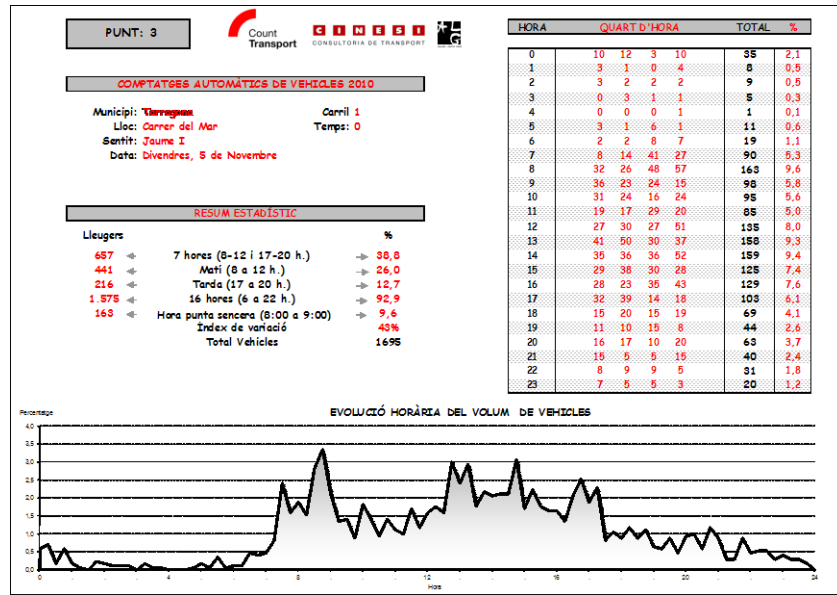 PUNT: 3
Count
Transport
CINESI
CONSULTORIA DE TRANSPORT
COMPTATGES AUTOMÀTICS DE VEHICLES 2010
Municipi:
Carril 1
Lloc: Carrer del Mar
Temps: 0
Sentit: Jaume I
Data: Divendres, 5 de Novembre
RESUM ESTADÍSTIC
Lleugers %
657 7 hores (8-12 i 17-20 h.) 38,8
441 Matí (8 a 12 h.) 26,0
216 Tarda (17 a 20 h.) 12,7
1.575 16 hores (6 a 22 h.) 92,9
163 Hora punta sencera (8:00 a 9:00) 9,6
Índex de variació 43%
Total Vehicles 1695
HORA QUART D'HORA TOTAL %
0 10 12 3 10 35 2,1
1 3 1 0 4 8 0,5
2 3 2 2 2 9 0,5
3 0 3 1 1 5 0,3
4 0 0 0 1 1 0,1
5 3 1 6 1 11 0,6
6 2 2 8 7 19 1,1
7 8 14 41 27 90 5,3
8 32 26 48 57 163 9,6
9 36 23 24 15 98 5,8
10 31 24 16 24 95 5,6
11 19 17 29 20 85 5,0
12 27 30 27 51 135 8,0
13 41 50 30 37 158 9,3
14 35 36 36 52 159 9,4
15 29 38 30 28 125 7,4
16 28 23 35 43 129 7,6
17 32 39 14 18 103 6,1
18 15 20 15 19 69 4,1
19 11 10 15 8 44 2,6
20 16 17 10 20 63 3,7
21 15 5 5 15 40 2,4
22 8 9 9 5 31 1,8
23 7 5 5 3 20 1,2
EVOLUCIÓ HORÀRIA DEL VOLUM DE VEHICLES
Percentatge
4,0
3,5
3,0
2,5
2,0
1,5
1,0
0,5
0,0
0 4 8 12 16 20 24
Hora